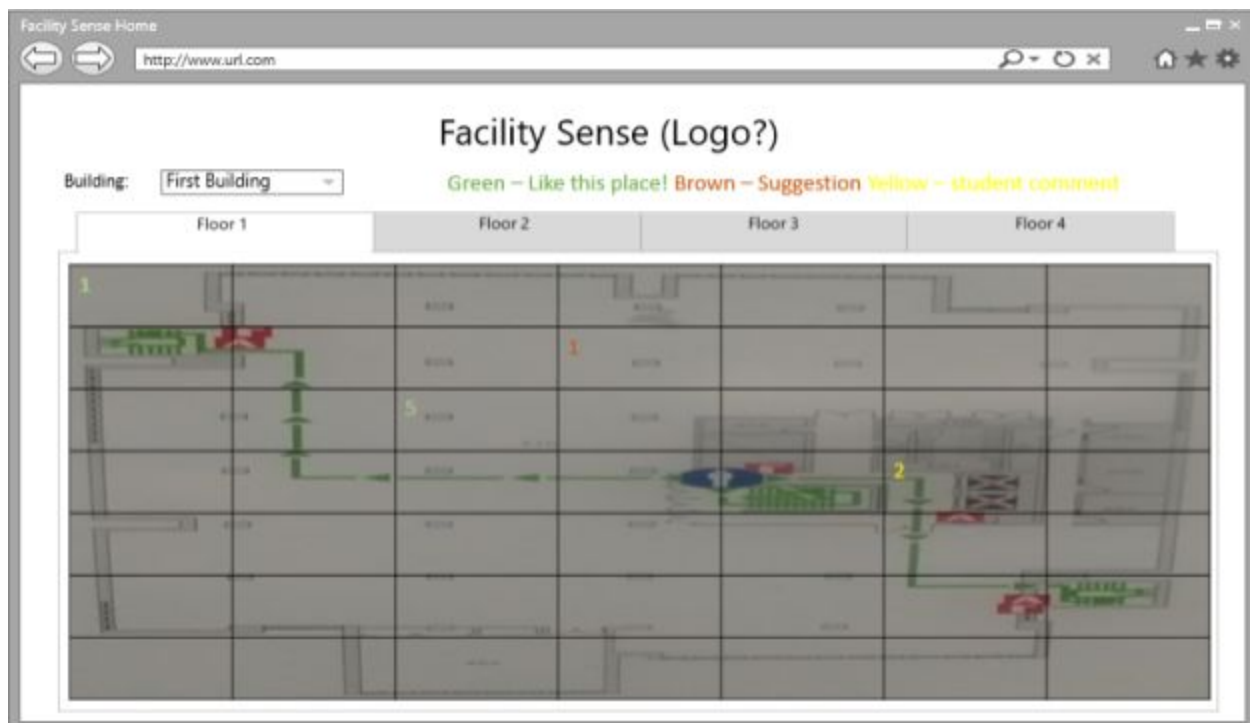 Facility Sense Home
http://www.url.com
Facility Sense (Logo?)
Building: First Building
Green – Like this place! Brown – Suggestion Yellow – student comment
Floor 1 Floor 2 Floor 3 Floor 4
1
1
5
2